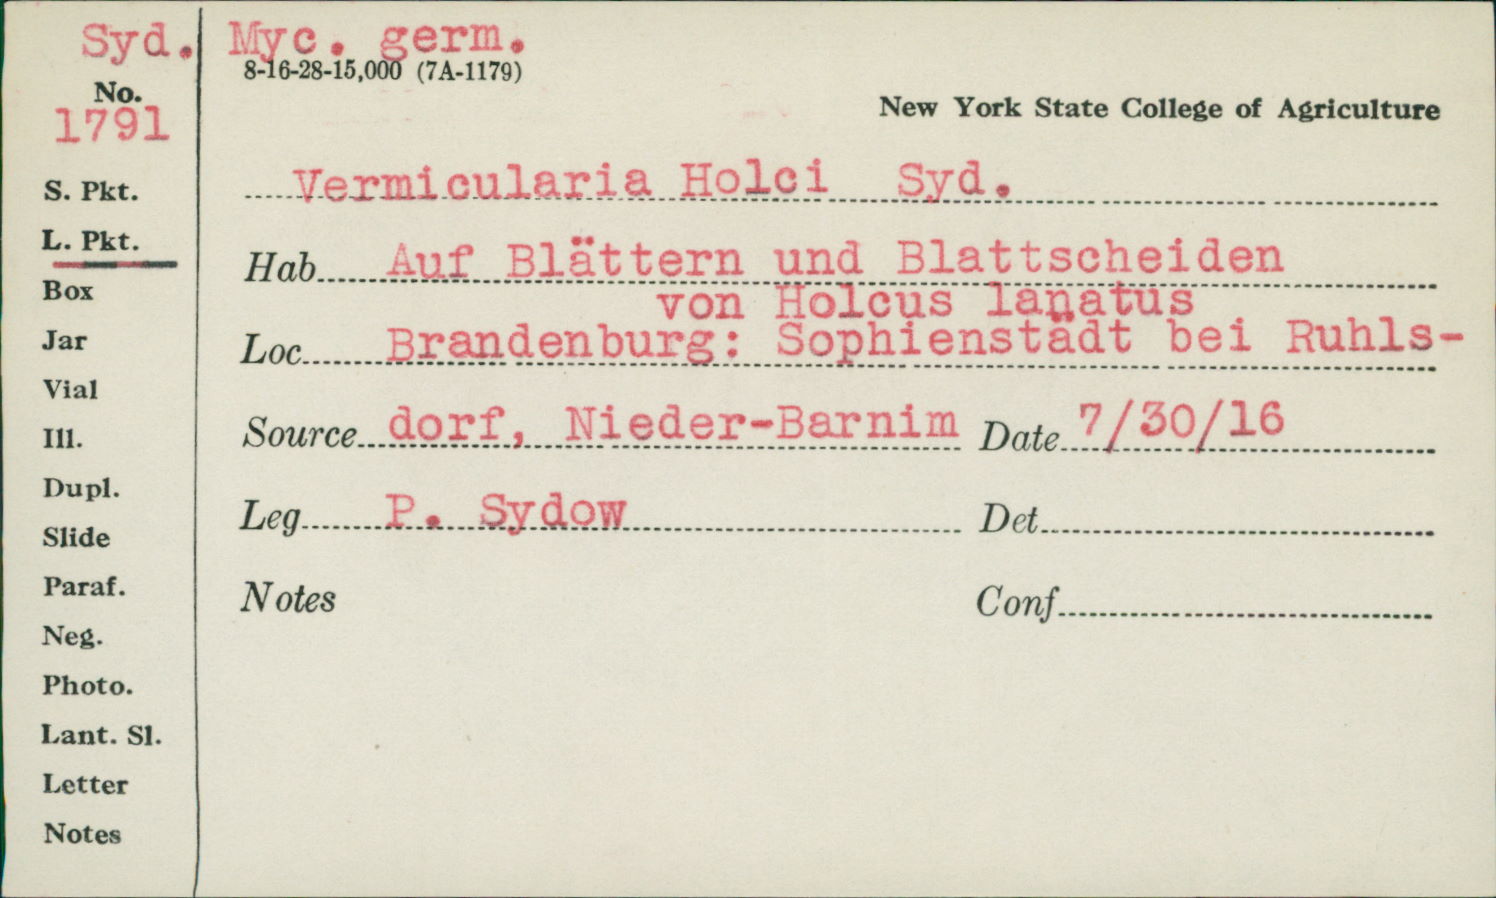 Syd. Myc. germ.
8-16-28-15,000 (7A-1179)
No.
1791
New York State College of Agriculture
S. Pkt.
Vermicularia Holci Syd.
L. Pkt.
Hab. Auf Blättern und Blattscheiden
von Holcus lanatus
Box
Jar
Loc. Brandenburg: Sophienstädt bei Ruhls-
Vial
Ill.
Source dorf, Nieder-Barnim Date 7/30/16
Dupl.
Slide
Leg. P. Sydow Det.
Paraf.
Notes Conf.
Neg.
Photo.
Lant. Sl.
Letter
Notes